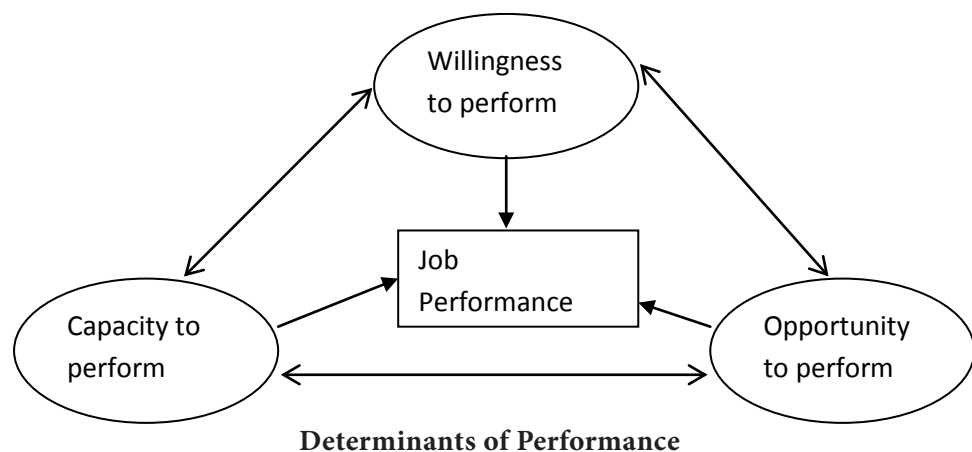 Willingness
to perform
Job
Performance
Capacity to
perform
Opportunity
to perform
Determinants of Performance